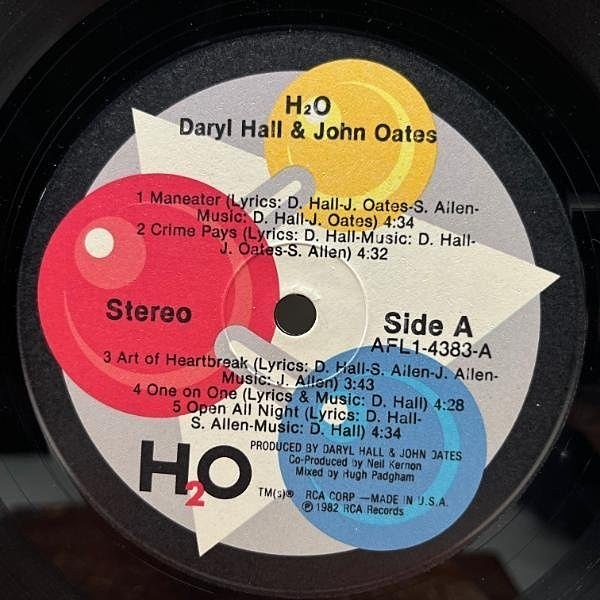 H₂O
Daryl Hall & John Oates
1 Maneater (Lyrics: D. Hall-J. Oates-S. Allen-
Music: D. Hall-J. Oates) 4:34
2 Crime Pays (Lyrics: D. Hall-Music: D. Hall-
J. Oates-S. Allen) 4:32
Stereo
Side A
AFL1-4383-A
3 Art of Heartbreak (Lyrics: D. Hall-S. Allen-J. Allen-
Music: J. Allen) 3:43
4 One on One (Lyrics & Music: D. Hall) 4:28
5 Open All Night (Lyrics: D. Hall-
S. Allen-Music: D. Hall) 4:34
PRODUCED BY DARYL HALL & JOHN OATES
Co-Produced by Neil Kernon
Mixed by Hugh Padgham
H₂O
TM(s)® RCA CORP —MADE IN U.S.A.
℗ 1982 RCA Records